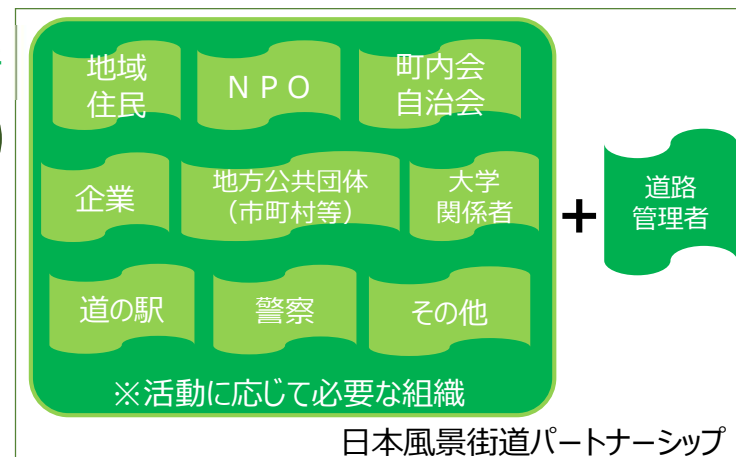 地域
住民
ＮＰＯ
町内会
自治会
企業
地方公共団体
（市町村等）
大学
関係者
＋
道路
管理者
道の駅
警察
その他
※活動に応じて必要な組織
日本風景街道パートナーシップ